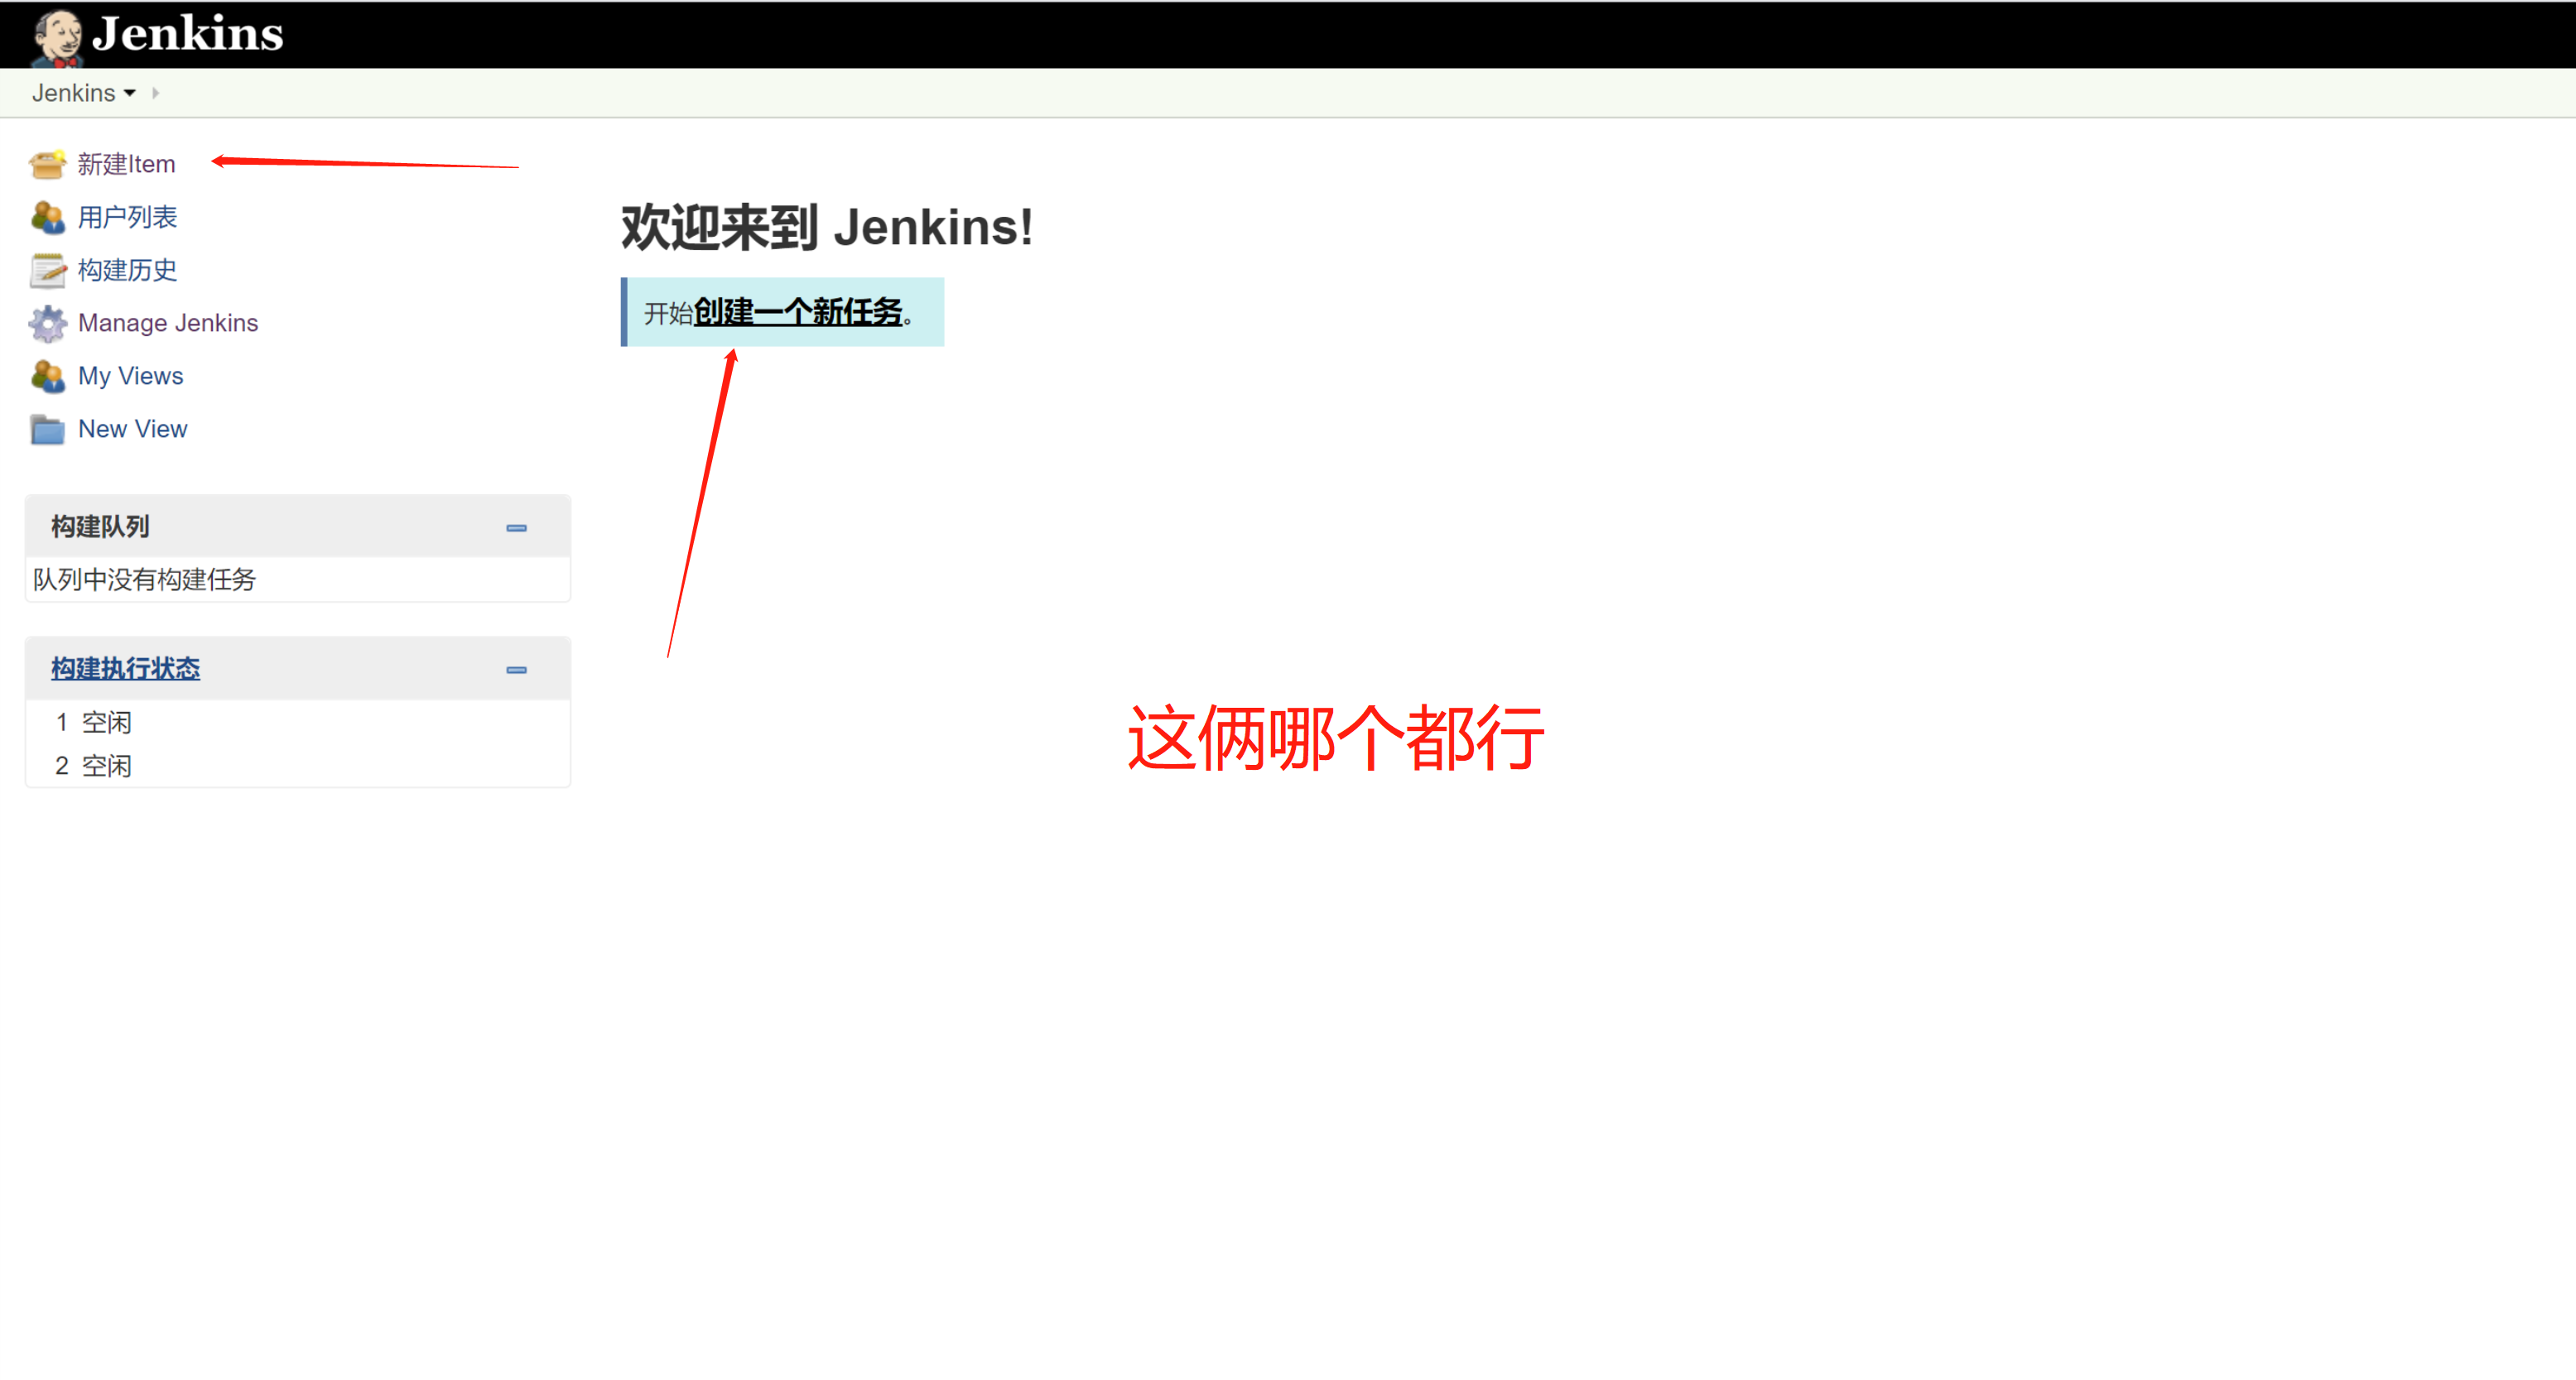 Jenkins
Jenkins
新建Item
用户列表
构建历史
Manage Jenkins
My Views
New View
构建队列
队列中没有构建任务
构建执行状态
1 空闲
2 空闲
欢迎来到 Jenkins!
开始创建一个新任务。
这俩哪个都行